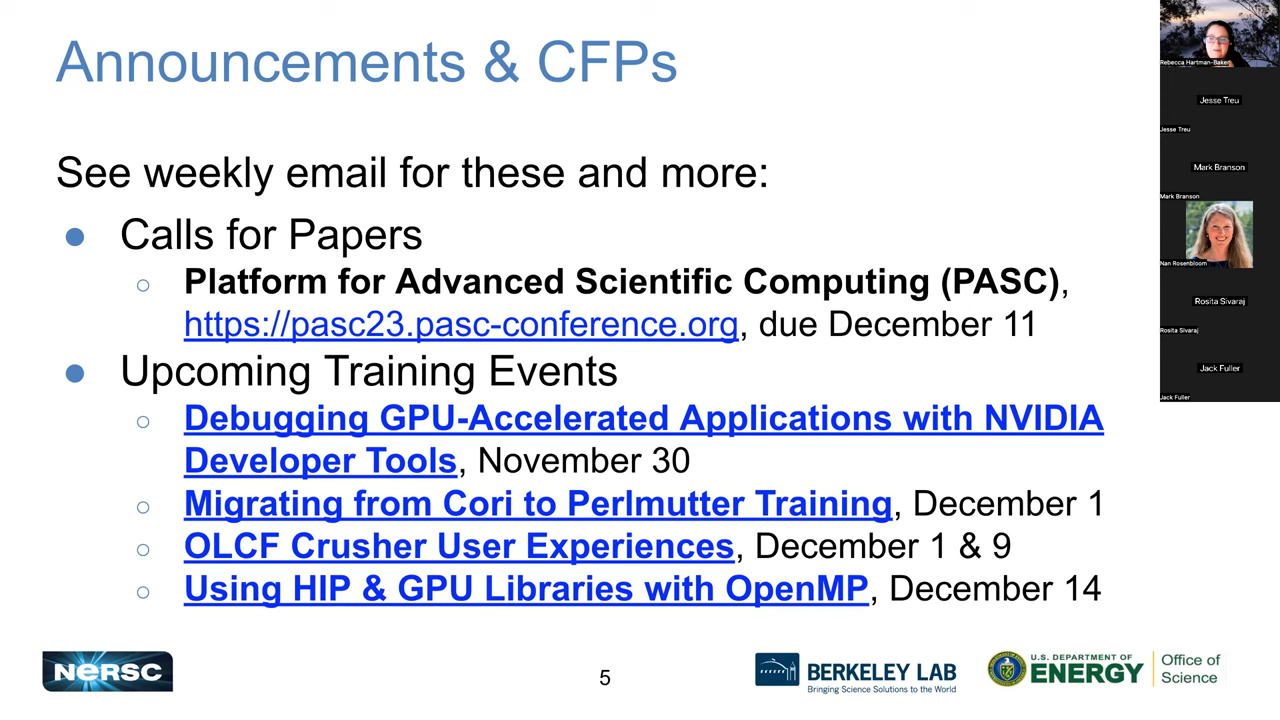 Announcements & CFPs
See weekly email for these and more:
● Calls for Papers
○ Platform for Advanced Scientific Computing (PASC),
https://pasc23.pasc-conference.org, due December 11
● Upcoming Training Events
○ Debugging GPU-Accelerated Applications with NVIDIA
Developer Tools, November 30
○ Migrating from Cori to Perlmutter Training, December 1
○ OLCF Crusher User Experiences, December 1 & 9
○ Using HIP & GPU Libraries with OpenMP, December 14
NERSC
5
BERKELEY LAB
Bringing Science Solutions to the World
U.S. DEPARTMENT OF
ENERGY
Office of
Science
Rebecca Hartman-Baker
Jesse Treu
Jesse Treu
Mark Branson
Mark Branson
Nan Rosenbloom
Rosita Sivaraj
Rosita Sivaraj
Jack Fuller
Jack Fuller